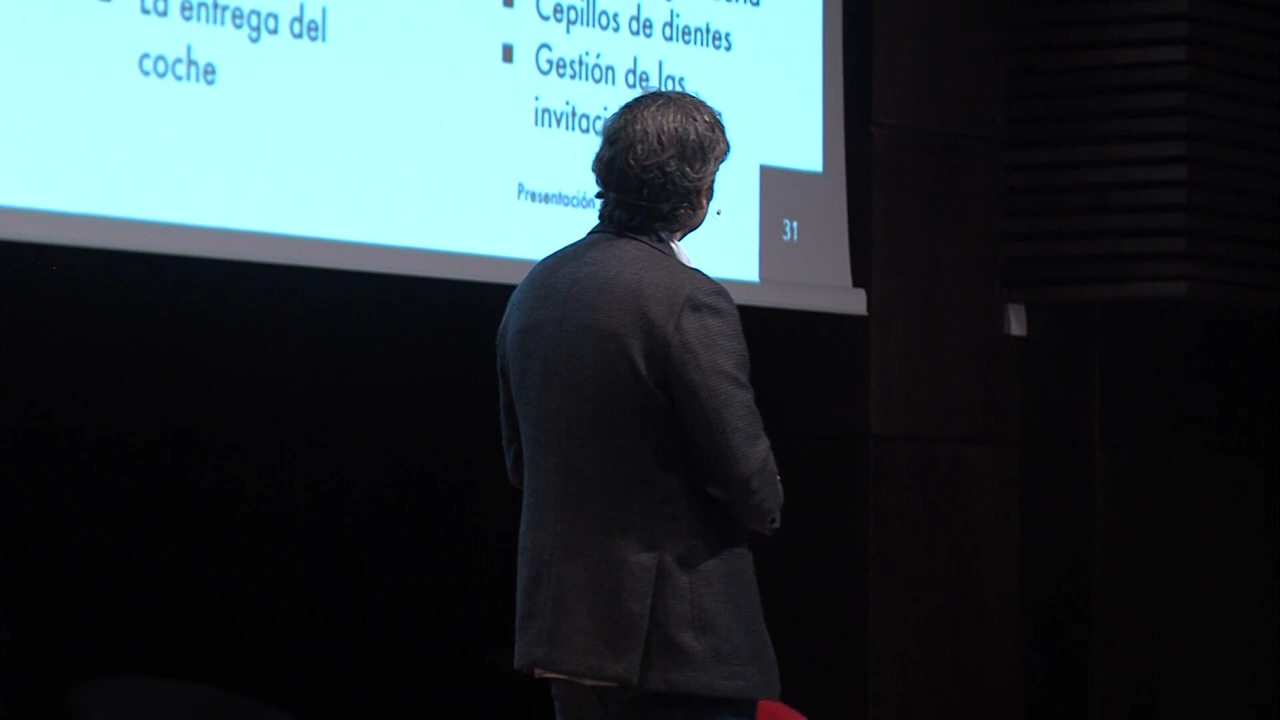 La entrega del
coche
Cepillos de dientes
Gestión de las
Presentación
31